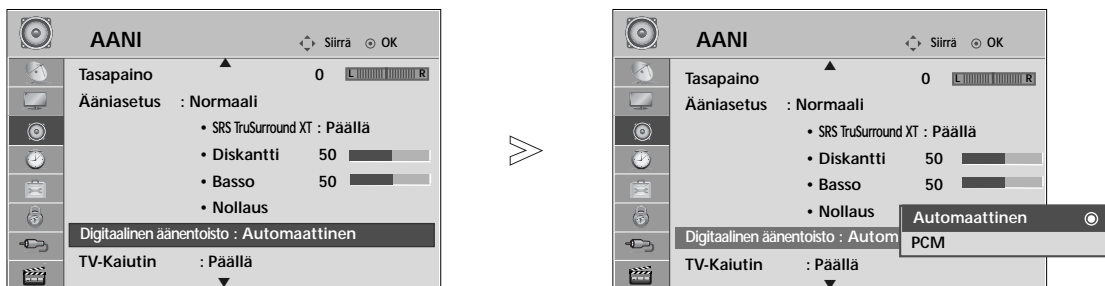 AANI
Siirrä
OK
Tasapaino 0 L R
Ääniasetus : Normaali
• SRS TruSurround XT : Päällä
• Diskantti 50
• Basso 50
• Nollaus
Digitaalinen äänentoisto : Automaattinen
TV-Kaiutin : Päällä
AANI
Siirrä
OK
Tasapaino 0 L R
Ääniasetus : Normaali
• SRS TruSurround XT : Päällä
• Diskantti 50
• Basso 50
• Nollaus
Digitaalinen äänentoisto : Autom
TV-Kaiutin : Päällä
Automaattinen
PCM